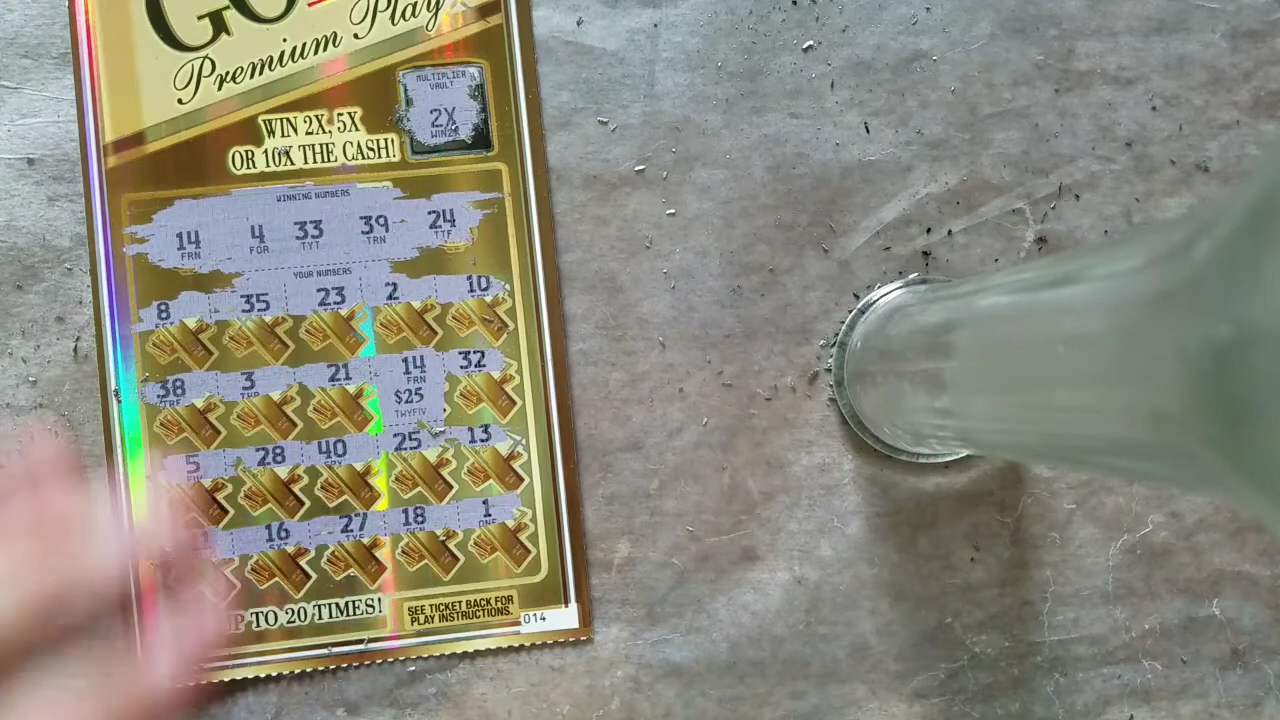 GO
Premium Play
MULTIPLIER
VAULT
2X
WIN 2X, 5X
OR 10X THE CASH!
WINNING NUMBERS
14 4 33 39 24
FRN FOR TYT TRN TTF
YOUR NUMBERS
8 35 23 2 10
38 3 21 14 32
FRN
$25
TWYFIV
5 28 40 25 13
16 27 18 1
ONE
UP TO 20 TIMES!
SEE TICKET BACK FOR
PLAY INSTRUCTIONS.
014